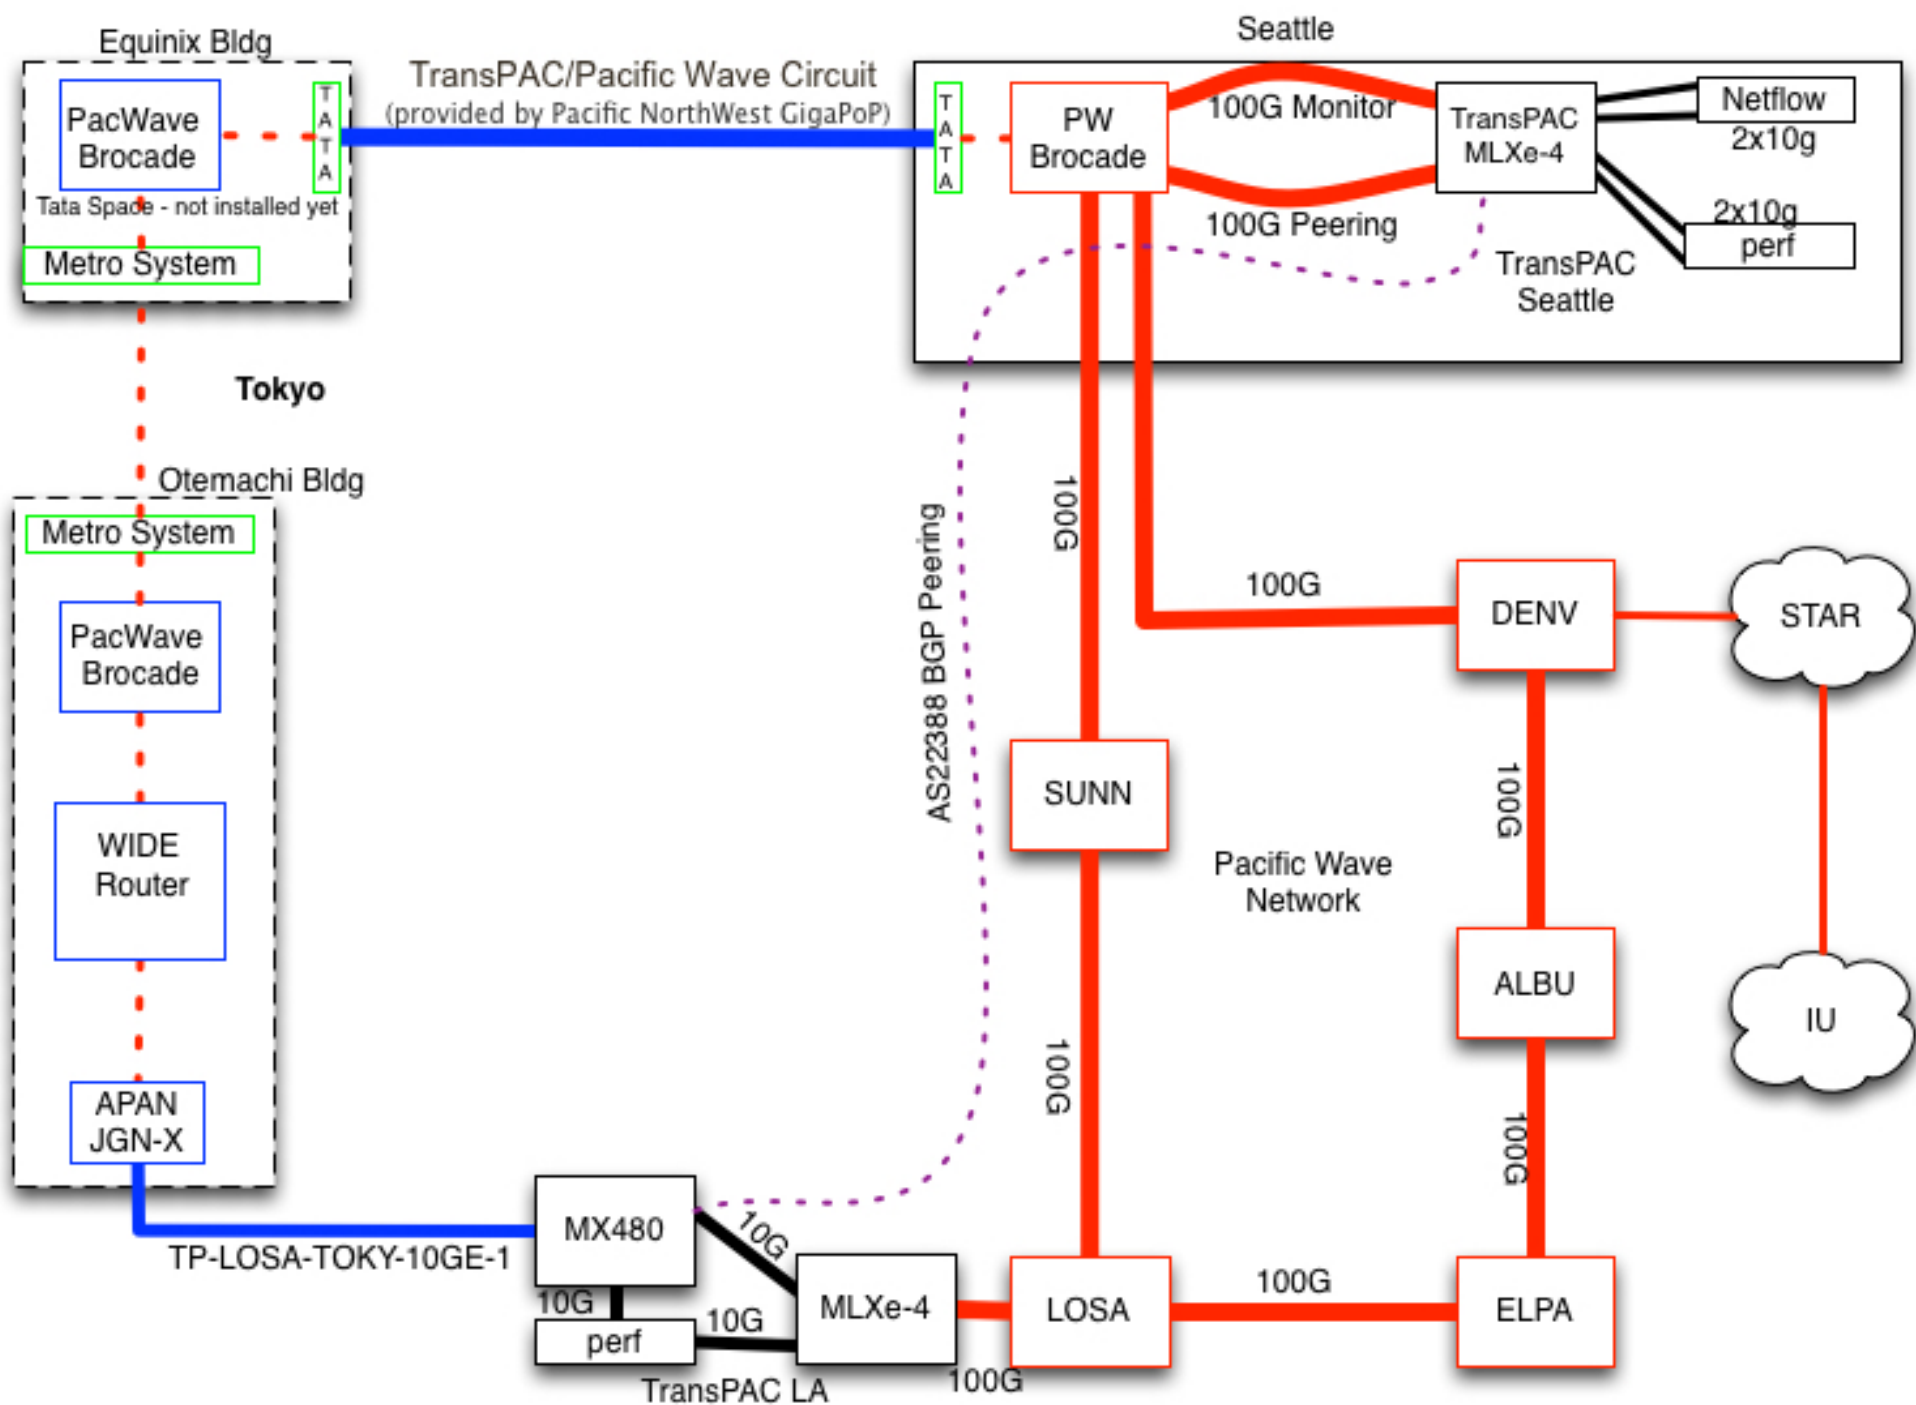 Equinix Bldg
PacWave
Brocade
TATA
Tata Space - not installed yet
Metro System
TransPAC/Pacific Wave Circuit
(provided by Pacific NorthWest GigaPoP)
Seattle
TATA
PW
Brocade
100G Monitor
100G Peering
TransPAC
MLXe-4
Netflow
2x10g
2x10g
perf
TransPAC
Seattle
Tokyo
Otemachi Bldg
Metro System
PacWave
Brocade
WIDE
Router
APAN
JGN-X
TP-LOSA-TOKY-10GE-1
AS22388 BGP Peering
100G
100G
DENV
STAR
SUNN
100G
Pacific Wave
Network
ALBU
IU
100G
100G
MX480
10G
10G
perf
10G
MLXe-4
TransPAC LA
100G
LOSA
100G
ELPA